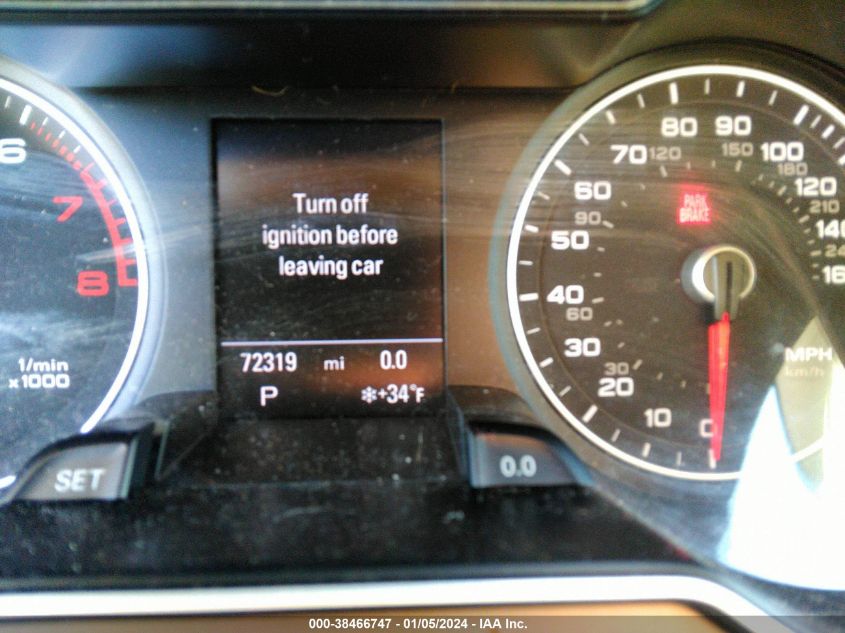 6
7
8
1/min
x1000
SET
Turn off
ignition before
leaving car
72319 mi 0.0
P ❄+34°F
0.0
0
10
20
30
40
50
60
70
80
90
100
120
30
60
90
120
150
180
210
PARK
BRAKE
MPH
km/h
000-38466747 - 01/05/2024 - IAA Inc.